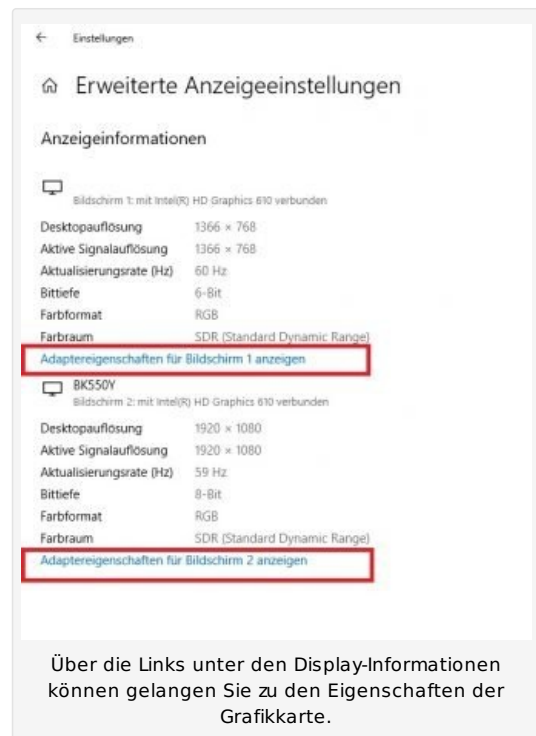 Einstellungen
Erweiterte Anzeigeeinstellungen
Anzeigeinformationen
Bildschirm 1: mit Intel(R) HD Graphics 610 verbunden
Desktopauflösung 1366 × 768
Aktive Signalauflösung 1366 × 768
Aktualisierungsrate (Hz) 60 Hz
Bittiefe 6-Bit
Farbformat RGB
Farbraum SDR (Standard Dynamic Range)
Adaptereigenschaften für Bildschirm 1 anzeigen
BK550Y
Bildschirm 2: mit Intel(R) HD Graphics 610 verbunden
Desktopauflösung 1920 × 1080
Aktive Signalauflösung 1920 × 1080
Aktualisierungsrate (Hz) 59 Hz
Bittiefe 8-Bit
Farbformat RGB
Farbraum SDR (Standard Dynamic Range)
Adaptereigenschaften für Bildschirm 2 anzeigen
Über die Links unter den Display-Informationen
können gelangen Sie zu den Eigenschaften der
Grafikkarte.